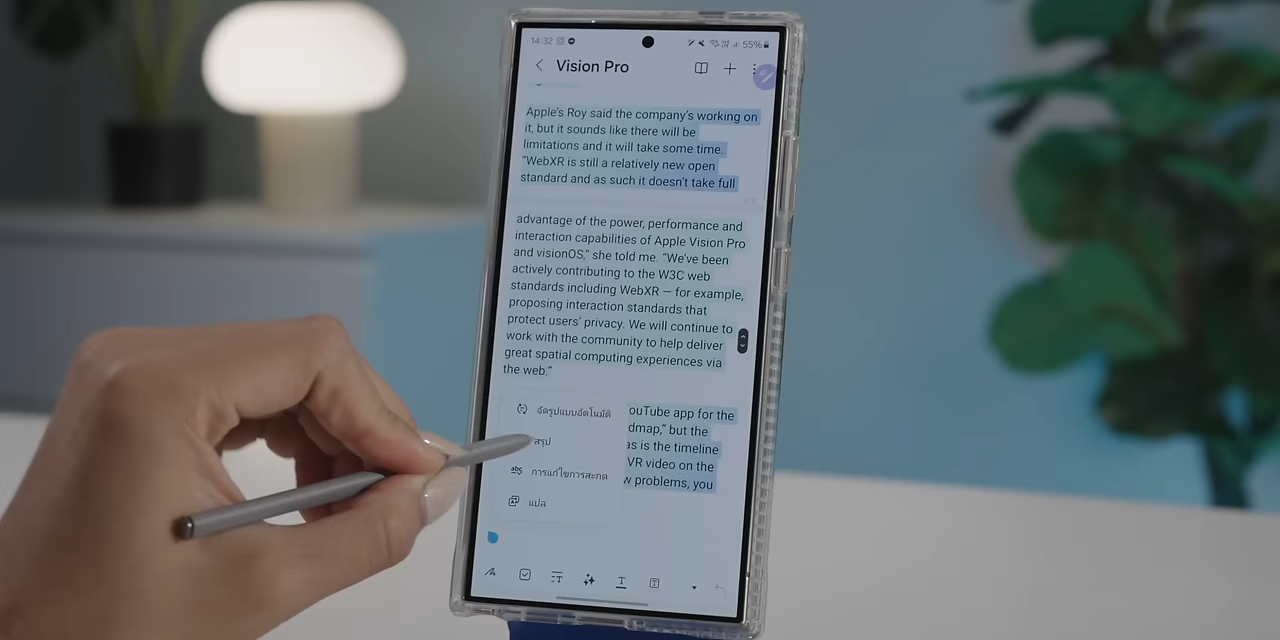 14:32
55%
Vision Pro
Apple's Roy said the company's working on
it, but it sounds like there will be
limitations and it will take some time.
“WebXR is still a relatively new open
standard and as such it doesn't take full
advantage of the power, performance and
interaction capabilities of Apple Vision Pro
and visionOS,” she told me. “We've been
actively contributing to the W3C web
standards including WebXR — for example,
proposing interaction standards that
protect users' privacy. We will continue to
work with the community to help deliver
great spatial computing experiences via
the web.”
จัดรูปแบบอัตโนมัติ
สรุป
abc การแก้ไขการสะกด
แปล
ouTube app for the
dmap,” but the
as is the timeline
VR video on the
w problems, you